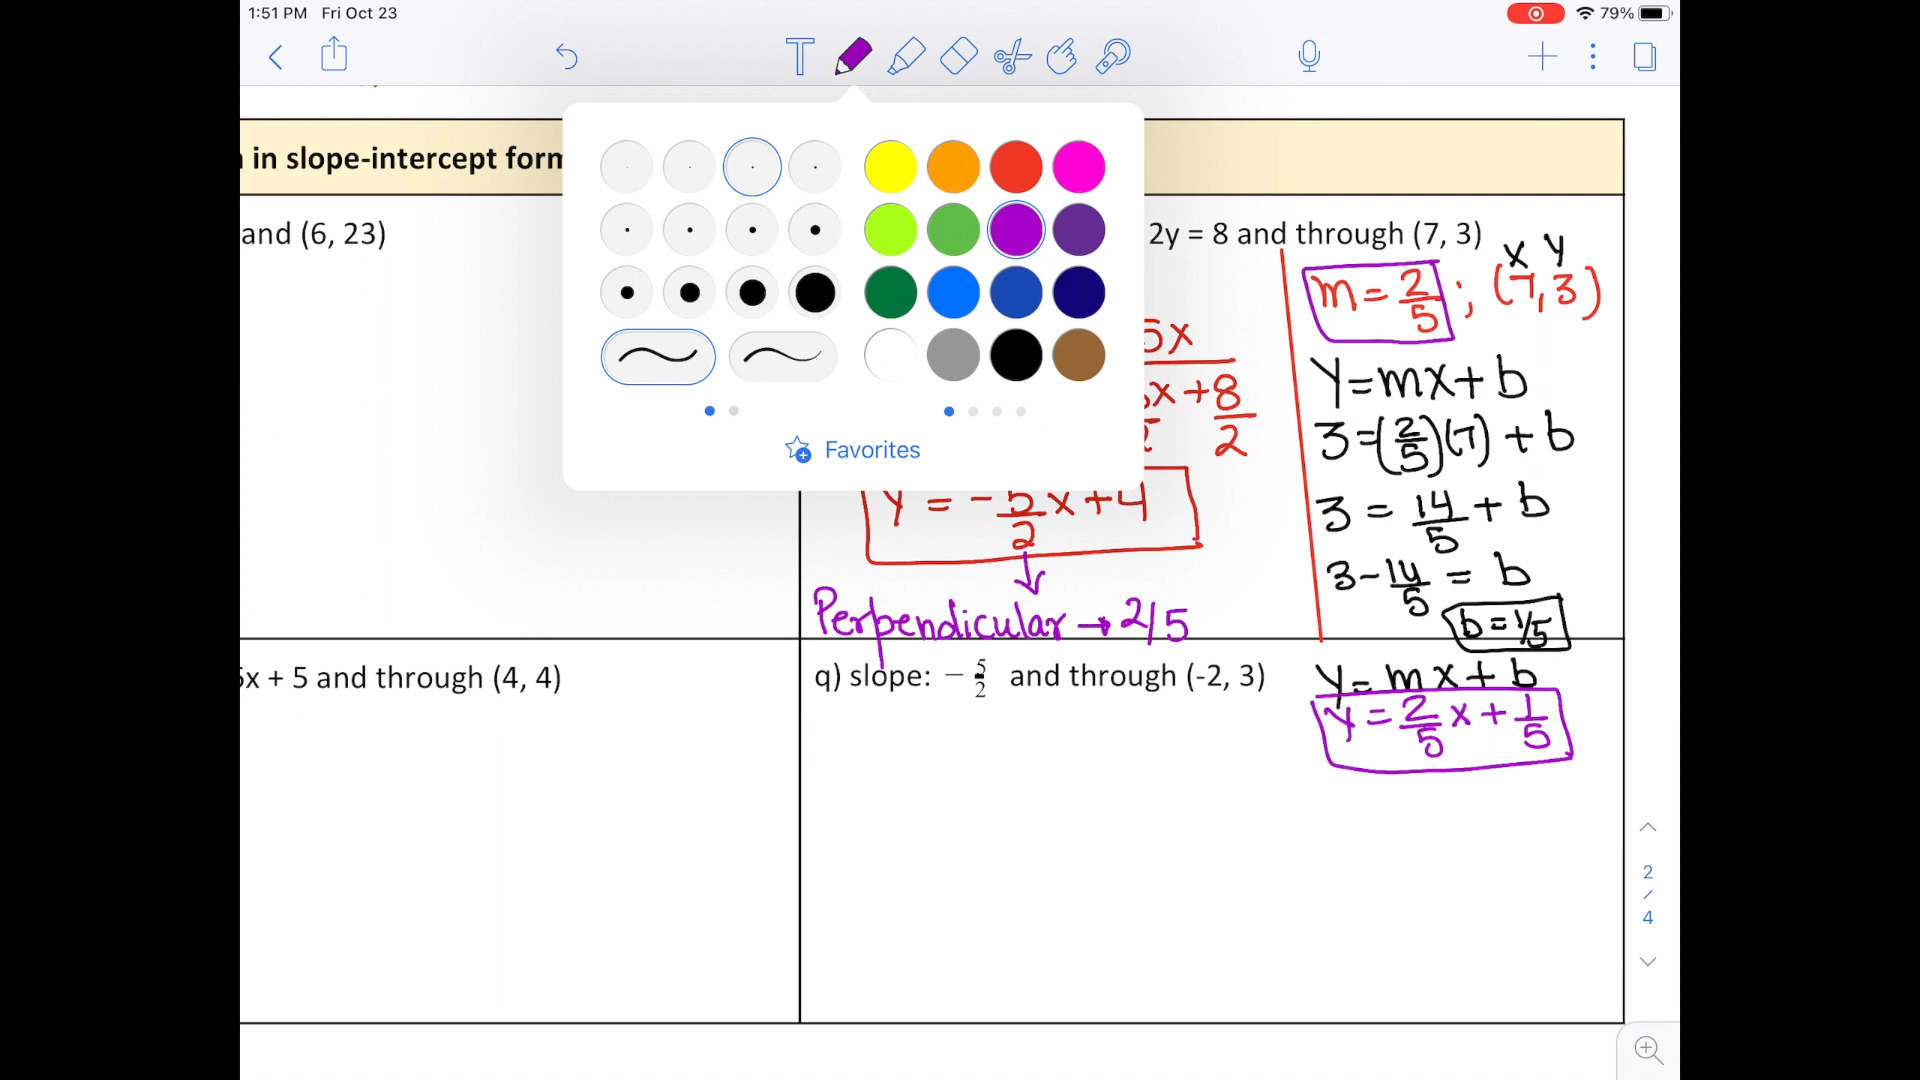 1:51 PM Fri Oct 23
79%
T
in slope-intercept form
and (6, 23)
2y = 8 and through (7, 3)
x y
m = 2/5 ; (7,3)
5x
x + 8/2
Favorites
y = -5/2 x + 4
Perpendicular → 2/5
y = mx + b
3 = (2/5)(7) + b
3 = 14/5 + b
3 - 14/5 = b
b = 1/5
x + 5 and through (4, 4)
q) slope: − 5/2 and through (-2, 3)
y = mx + b
y = 2/5 x + 1/5
2
/
4